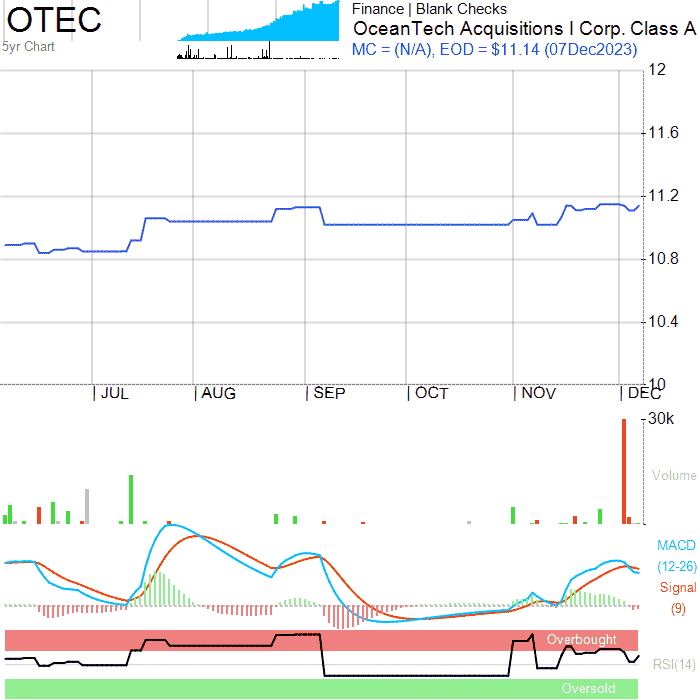 OTEC
5yr Chart
Finance | Blank Checks
OceanTech Acquisitions I Corp. Class A
MC = (N/A), EOD = $11.14 (07Dec2023)
12
11.6
11.2
10.8
10.4
10
JUL
AUG
SEP
OCT
NOV
DEC
30k
Volume
MACD
(12-26)
Signal
(9)
Overbought
RSI(14)
Oversold